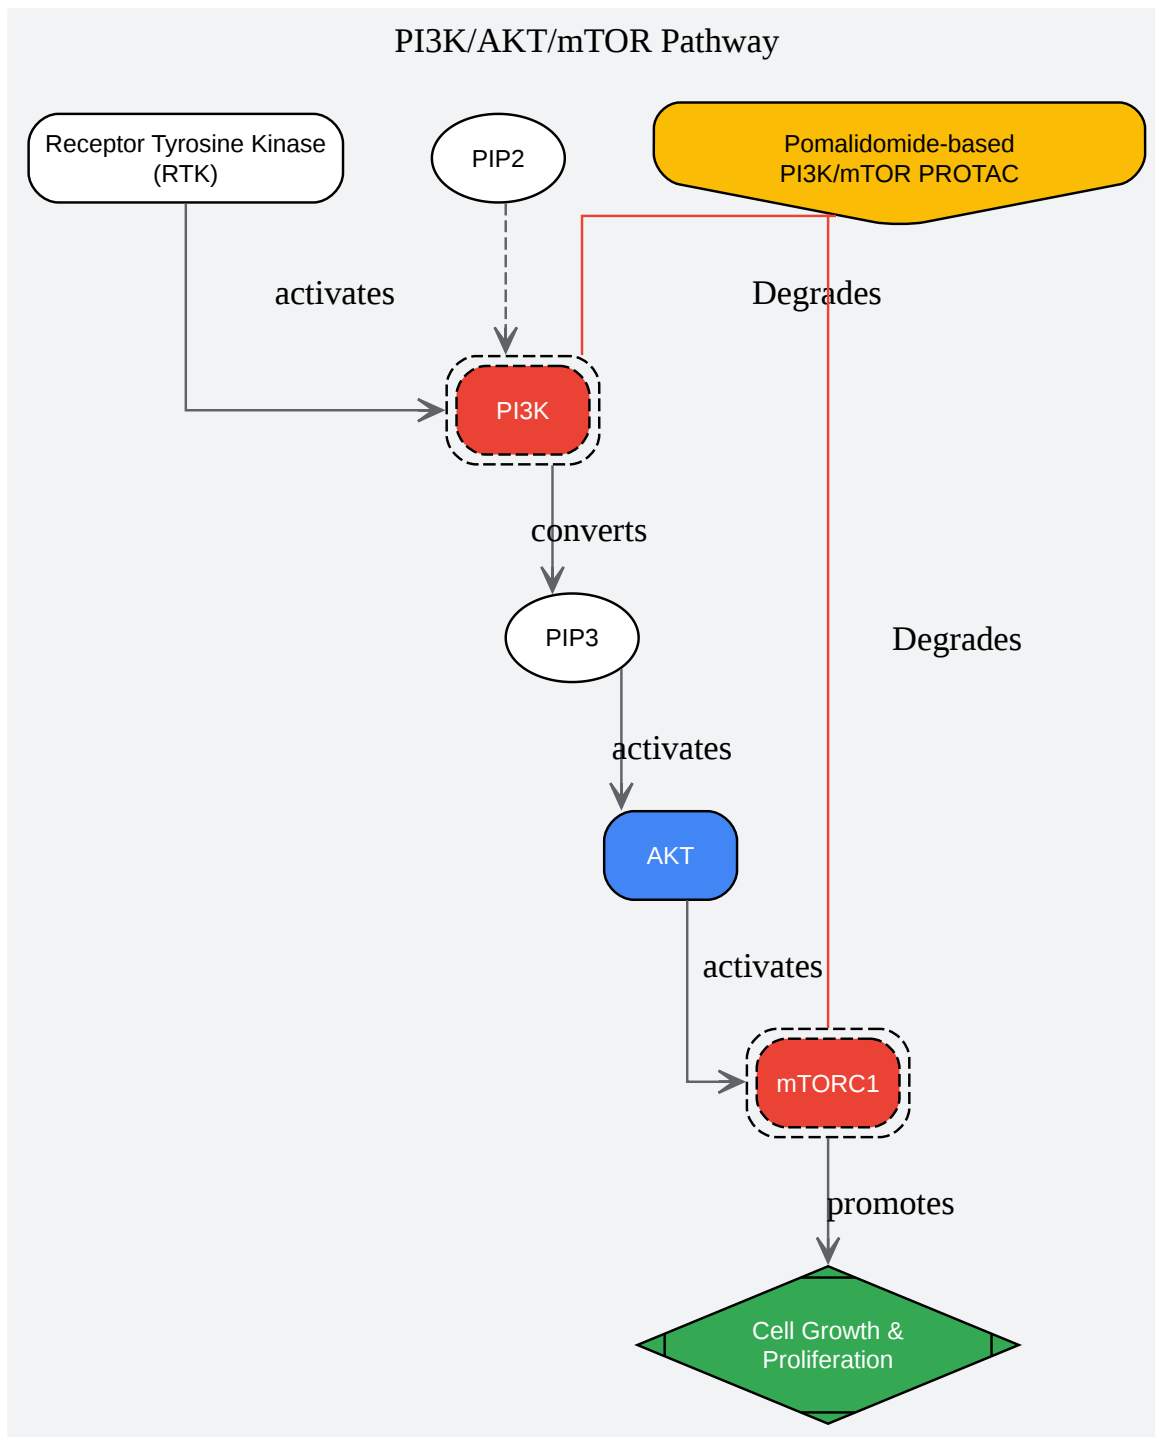 PI3K/AKT/mTOR Pathway
Receptor Tyrosine Kinase
(RTK)
PIP2
Pomalidomide-based
PI3K/mTOR PROTAC
activates
Degrades
PI3K
converts
PIP3
Degrades
activates
AKT
activates
mTORC1
promotes
Cell Growth &
Proliferation